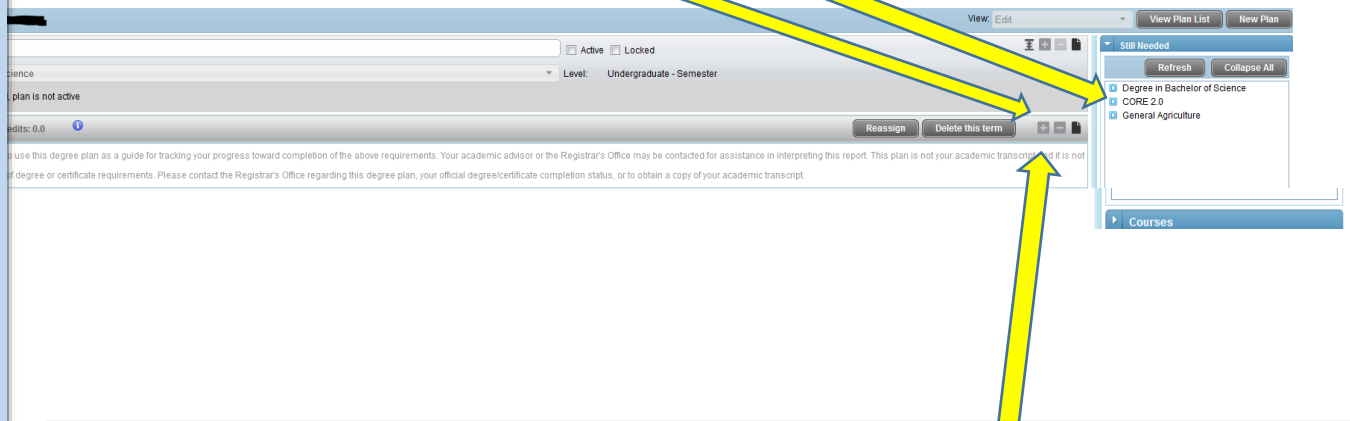 View: Edit View Plan List New Plan
Active Locked
Still Needed
Refresh Collapse All
Level: Undergraduate - Semester
plan is not active
Degree in Bachelor of Science
CORE 2.0
General Agriculture
0.0
Reassign Delete this term
use this degree plan as a guide for tracking your progress toward completion of the above requirements. Your academic advisor or the Registrar's Office may be contacted for assistance in interpreting this report. This plan is not your academic it is not
of degree or certificate requirements. Please contact the Registrar's Office regarding this degree plan, your official degree/certificate completion status, or to obtain a copy of your academic transcript.
Courses